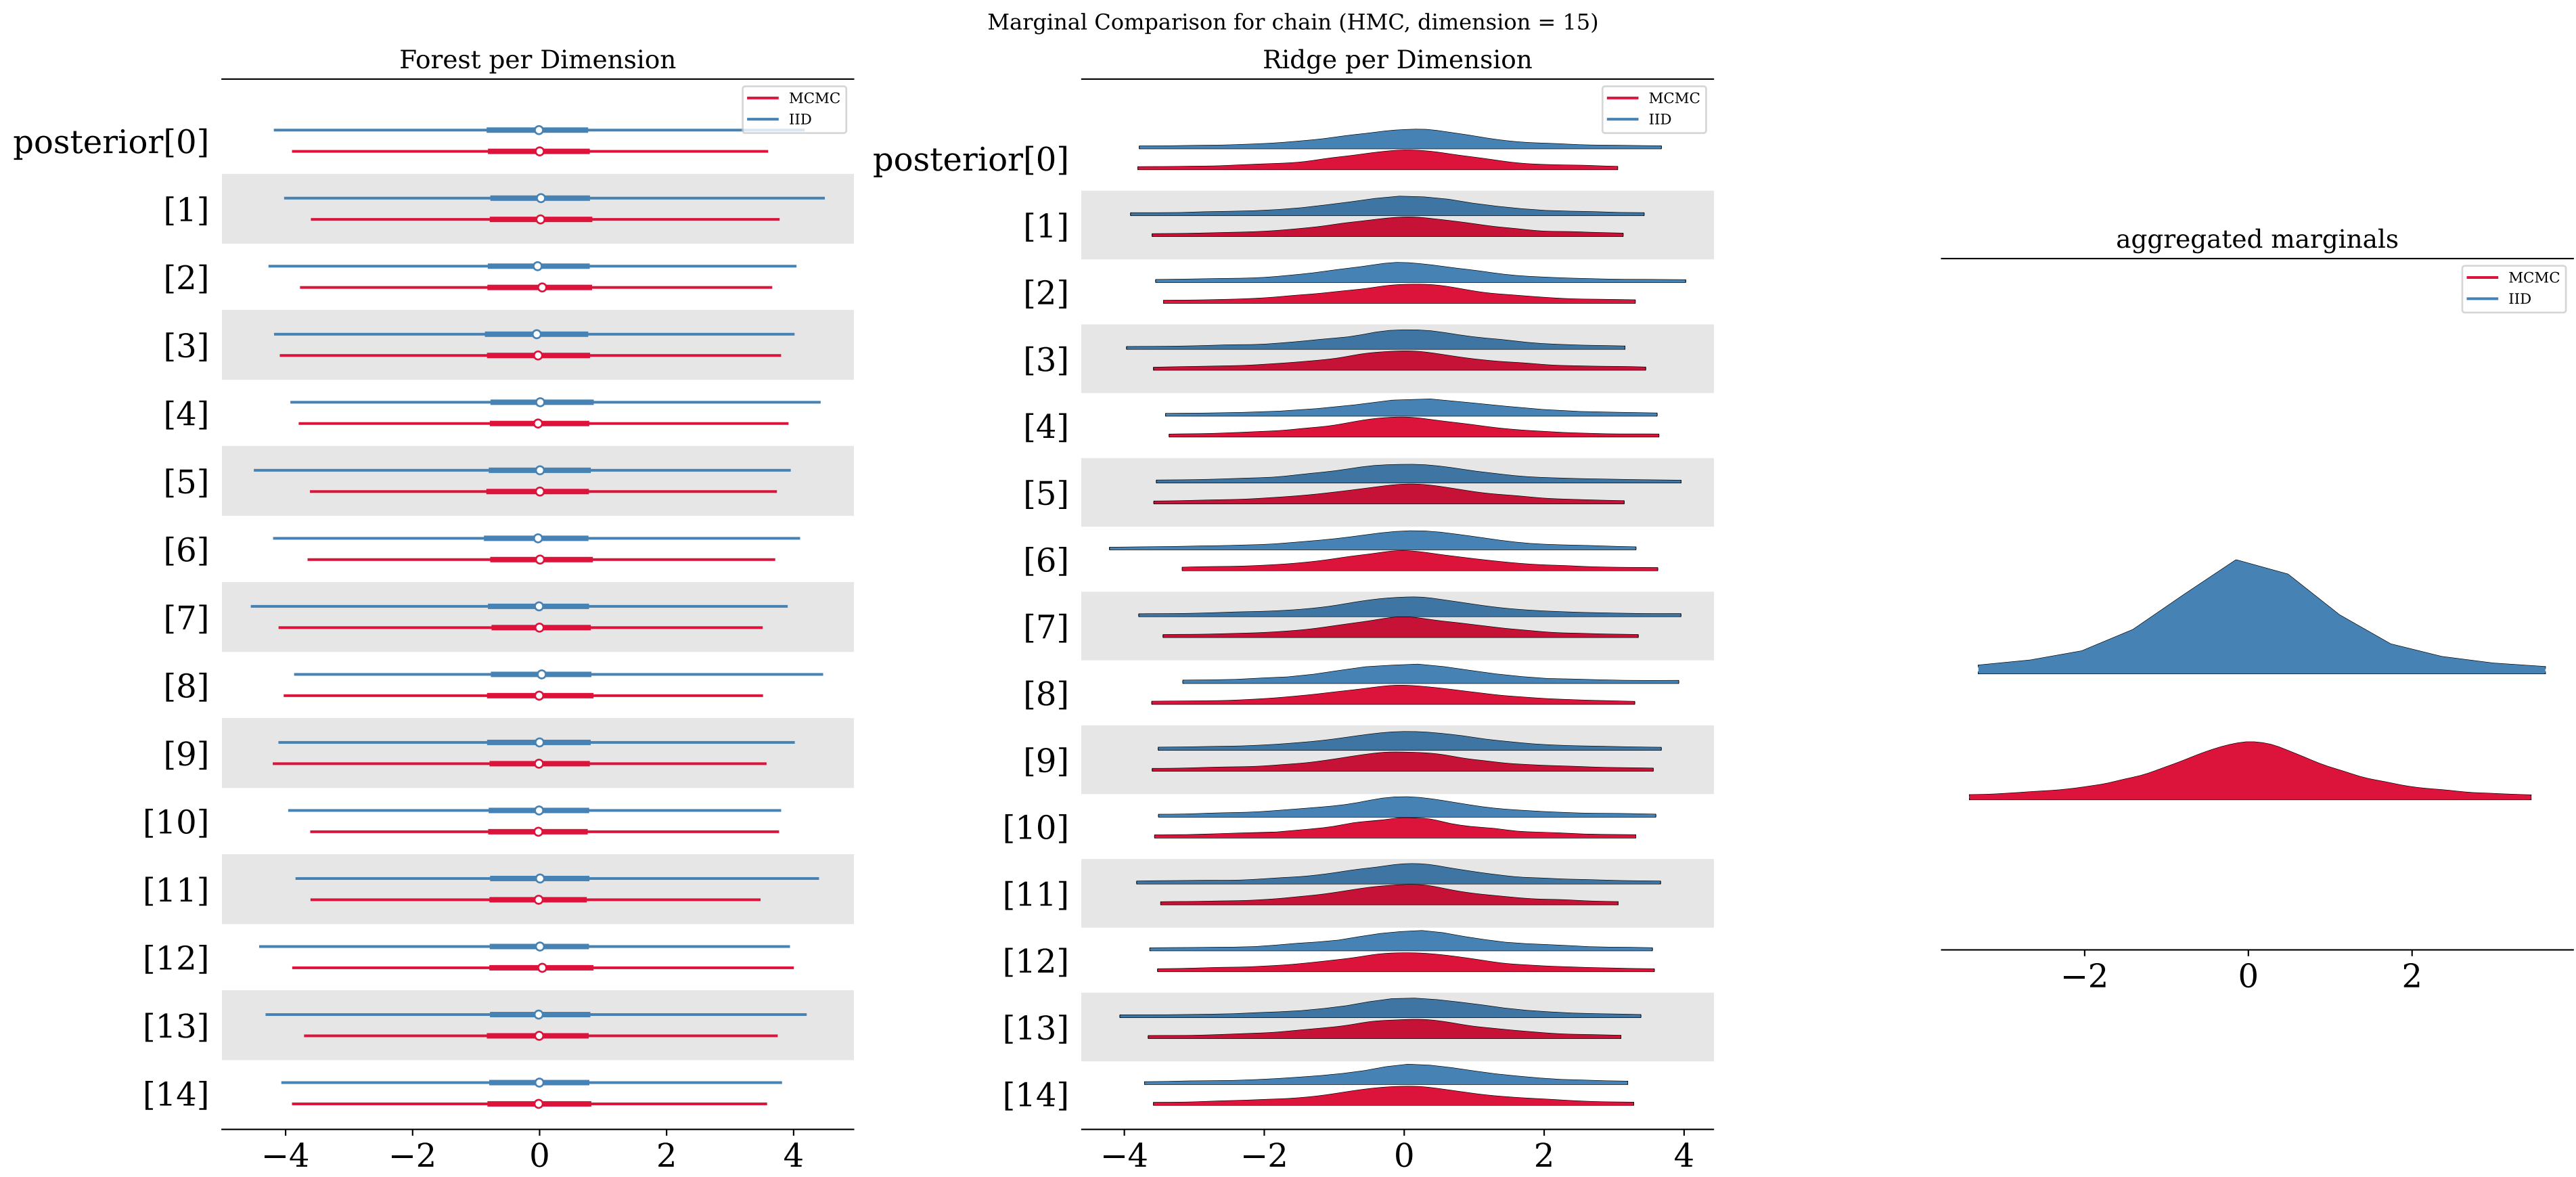 Marginal Comparison for chain (HMC, dimension = 15)
Forest per Dimension
MCMC
IID
posterior[0]
[1]
[2]
[3]
[4]
[5]
[6]
[7]
[8]
[9]
[10]
[11]
[12]
[13]
[14]
−4 −2 0 2 4
Ridge per Dimension
MCMC
IID
posterior[0]
[1]
[2]
[3]
[4]
[5]
[6]
[7]
[8]
[9]
[10]
[11]
[12]
[13]
[14]
−4 −2 0 2 4
aggregated marginals
MCMC
IID
−2 0 2